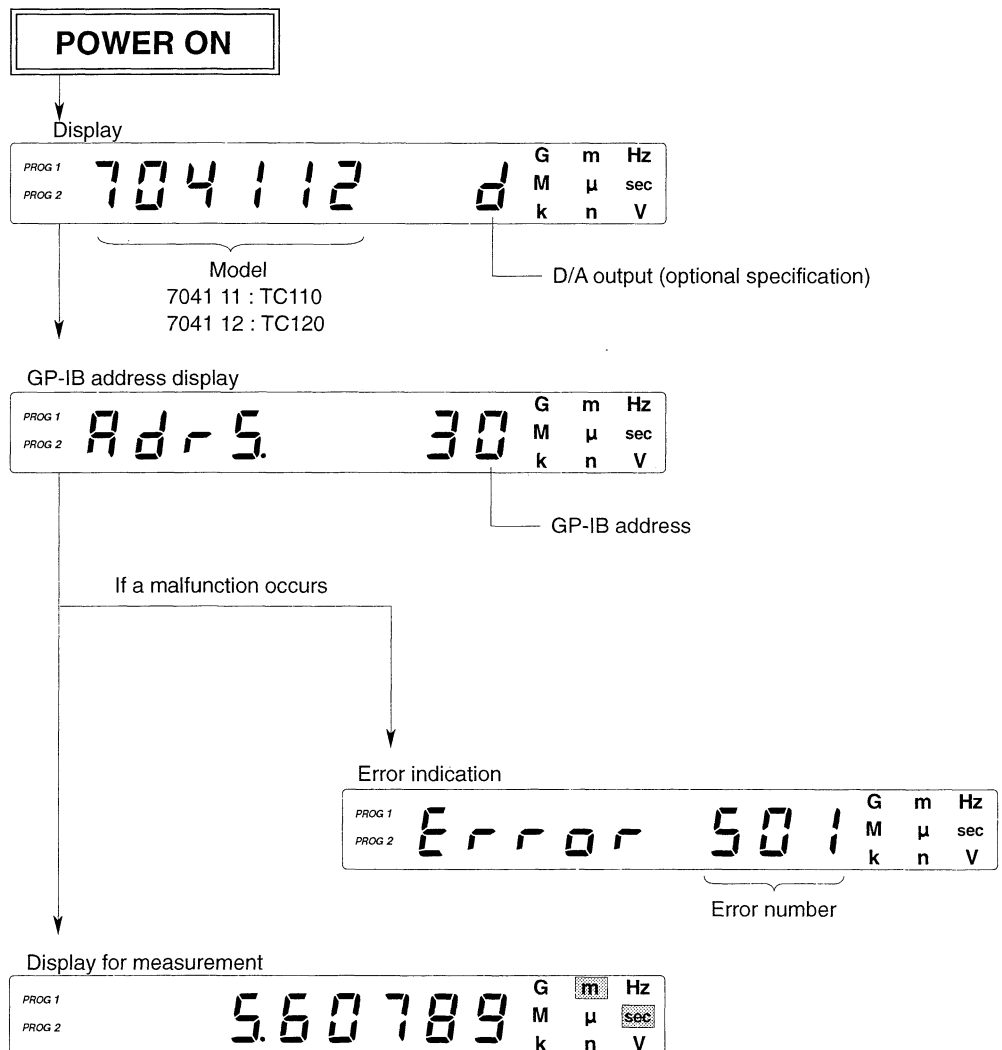 POWER ON
Display
PROG 1
PROG 2
704112 d
G m Hz
M µ sec
k n V
Model
7041 11 : TC110
7041 12 : TC120
D/A output (optional specification)
GP-IB address display
PROG 1
PROG 2
AdrS. 30
G m Hz
M µ sec
k n V
GP-IB address
If a malfunction occurs
Error indication
PROG 1
PROG 2
Error 501
G m Hz
M µ sec
k n V
Error number
Display for measurement
PROG 1
PROG 2
5.60789
G m Hz
M µ sec
k n V